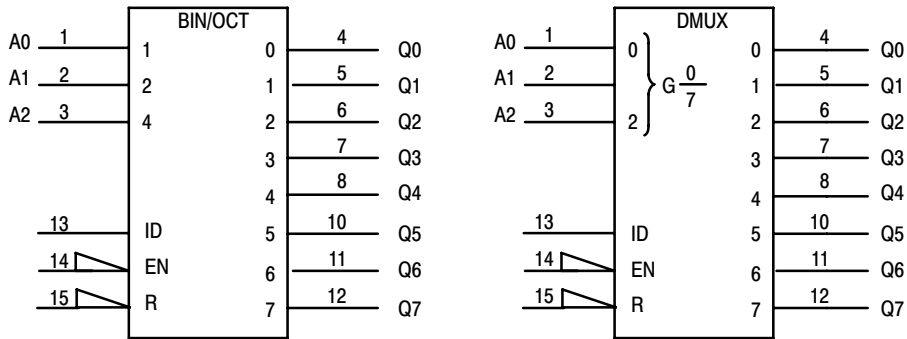 BIN/OCT
A0 1 1 0 4 Q0
A1 2 2 1 5 Q1
A2 3 4 2 6 Q2
3 7 Q3
4 8 Q4
13 ID 5 10 Q5
14 EN 6 11 Q6
15 R 7 12 Q7
DMUX
A0 1 0 0 4 Q0
A1 2 G 0/7 1 5 Q1
A2 3 2 2 6 Q2
3 7 Q3
4 8 Q4
13 ID 5 10 Q5
14 EN 6 11 Q6
15 R 7 12 Q7